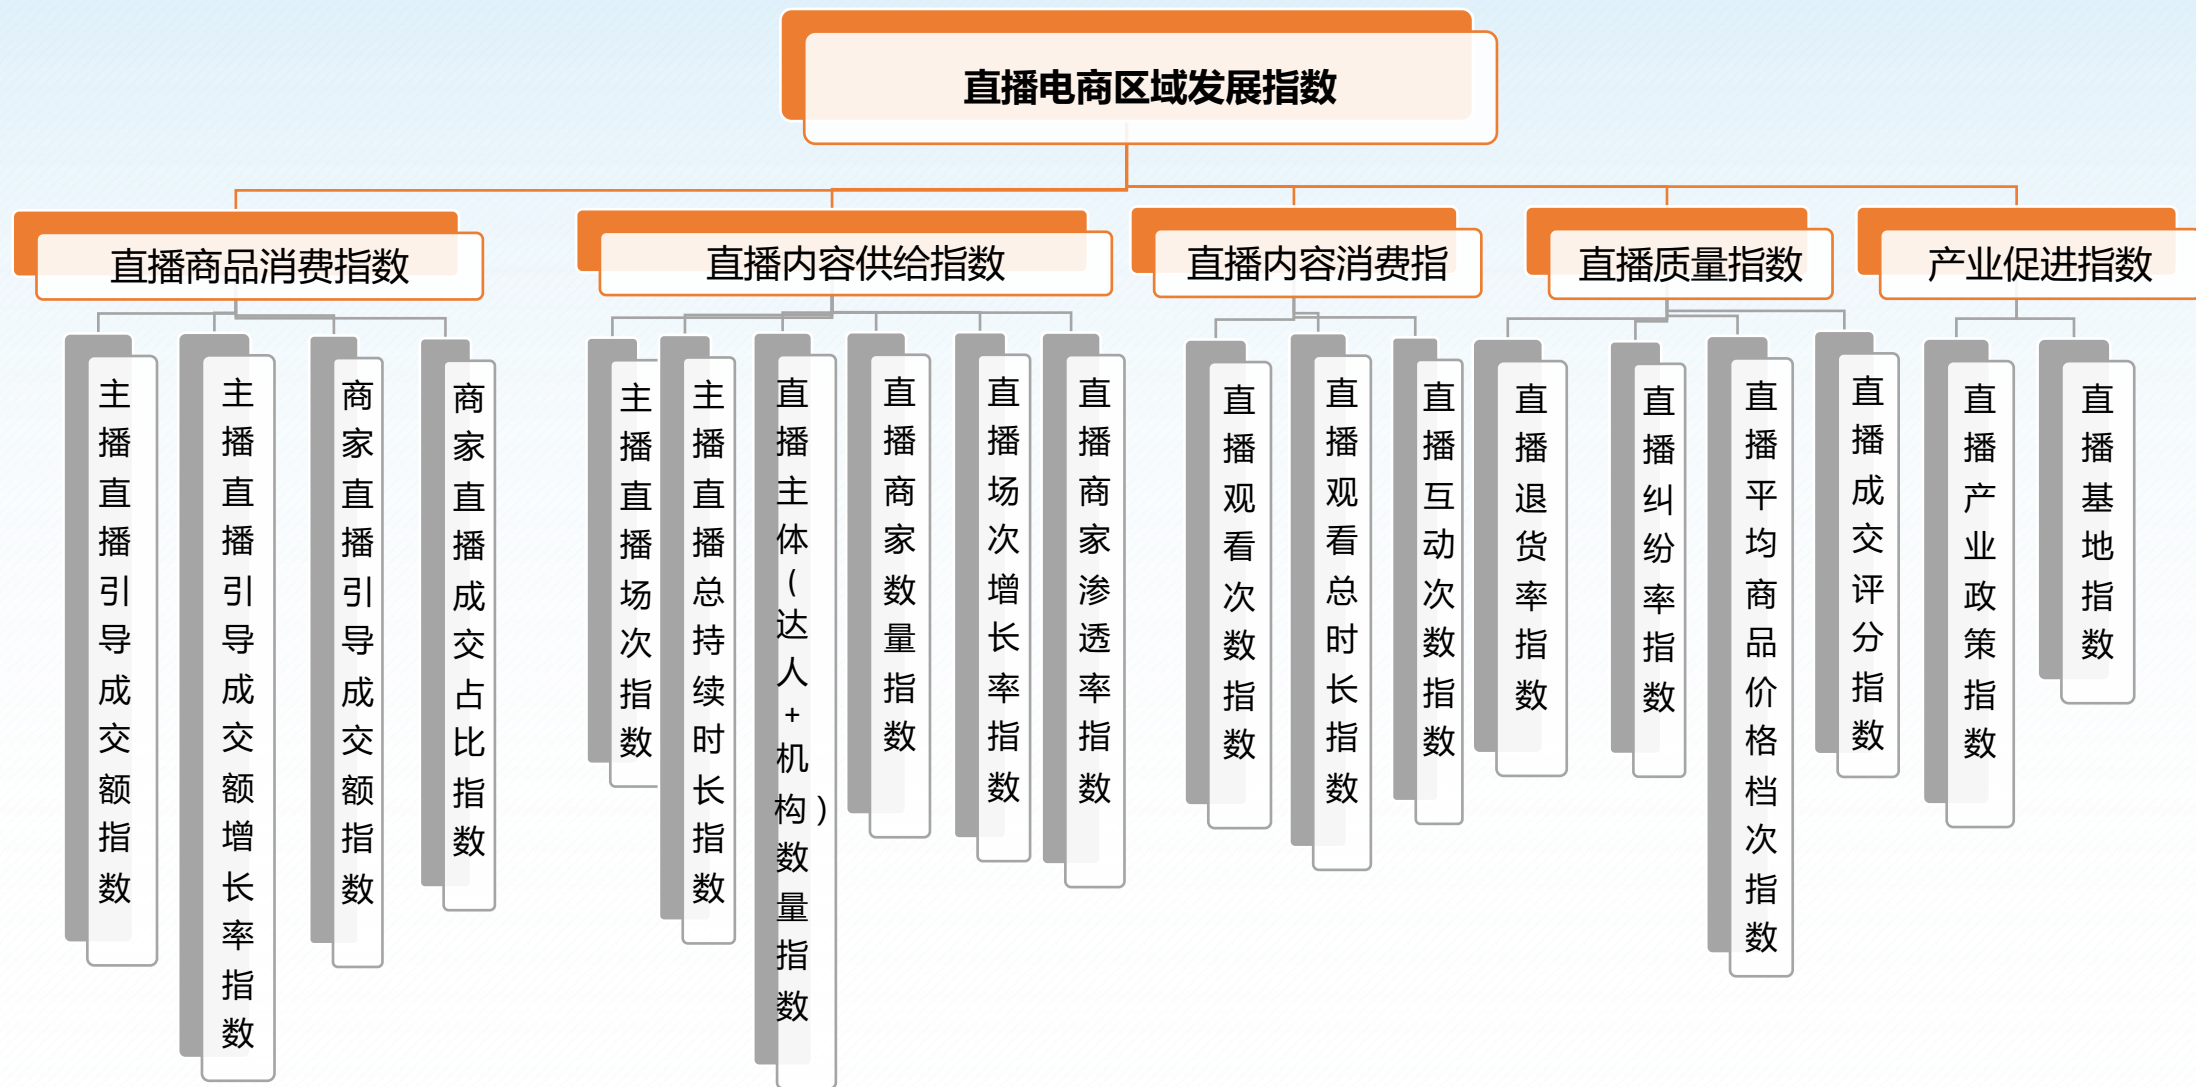 直播电商区域发展指数
直播商品消费指数
直播内容供给指数
直播内容消费指
直播质量指数
产业促进指数
主播直播引导成交额指数
主播直播引导成交额增长率指数
商家直播引导成交额指数
商家直播成交占比指数
主播直播场次指数
主播直播总持续时长指数
直播主体(达人+机构)数量指数
直播商家数量指数
直播场次增长率指数
直播商家渗透率指数
直播观看次数指数
直播观看总时长指数
直播互动次数指数
直播退货率指数
直播纠纷率指数
直播平均商品价格档次指数
直播成交评分指数
直播产业政策指数
直播基地指数